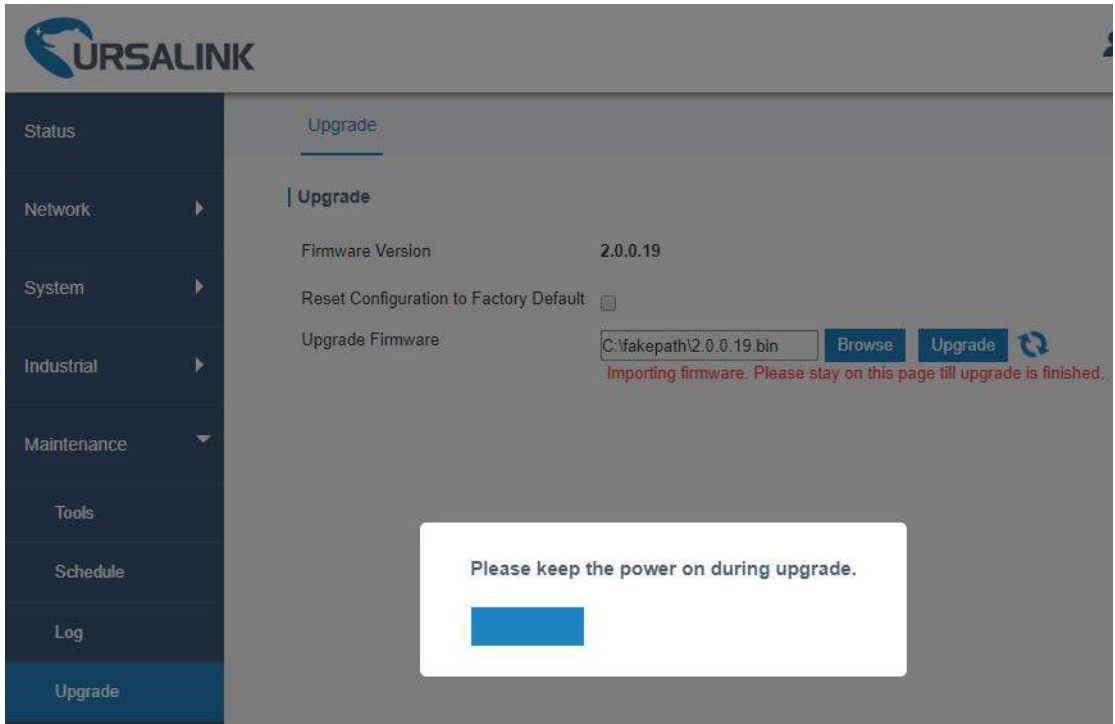 URSALINK
Status
Upgrade
Upgrade
Network
Firmware Version 2.0.0.19
System
Reset Configuration to Factory Default
Upgrade Firmware C:\fakepath\2.0.0.19.bin Browse Upgrade
Industrial
Importing firmware. Please stay on this page till upgrade is finished.
Maintenance
Tools
Schedule
Please keep the power on during upgrade.
Log
Upgrade